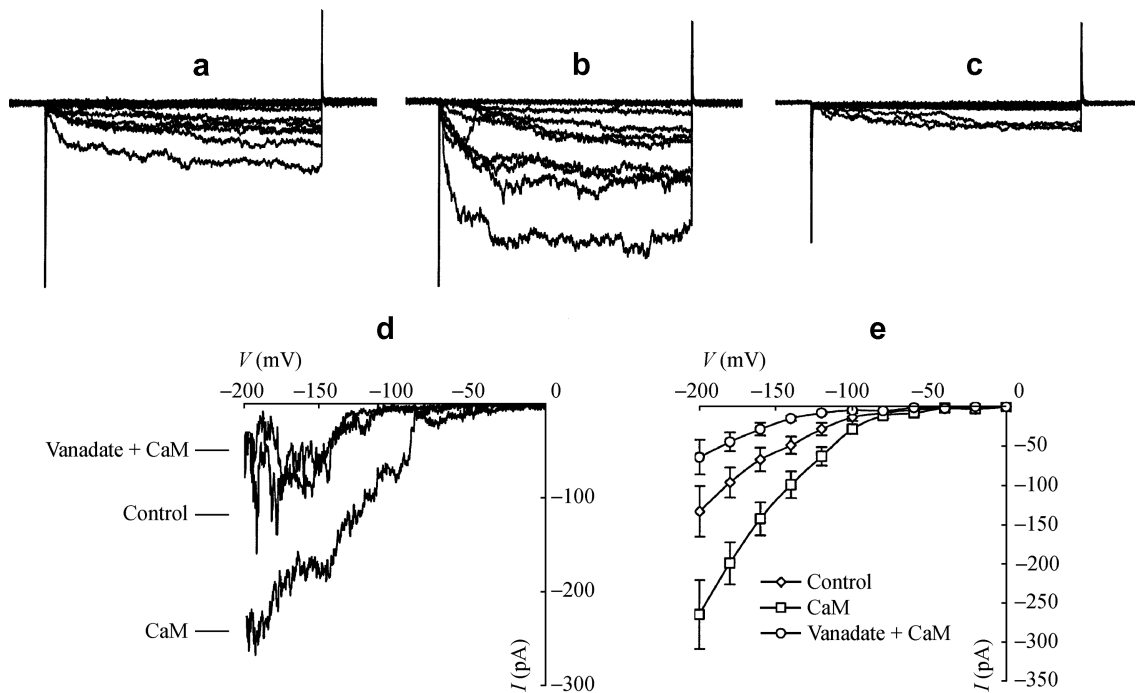 a
b
c
d
e
V (mV)
−200 −150 −100 −50 0
Vanadate + CaM
Control
CaM
−100
−200
−300
I (pA)
V (mV)
−200 −150 −100 −50 0
−50
−100
−150
−200
−250
−300
−350
I (pA)
Control
CaM
Vanadate + CaM